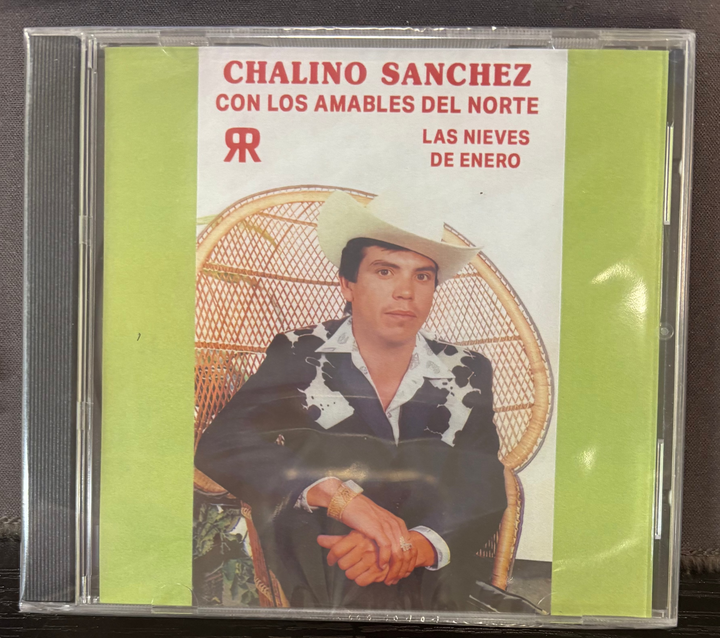 CHALINO SANCHEZ
CON LOS AMABLES DEL NORTE
RR
LAS NIEVES
DE ENERO